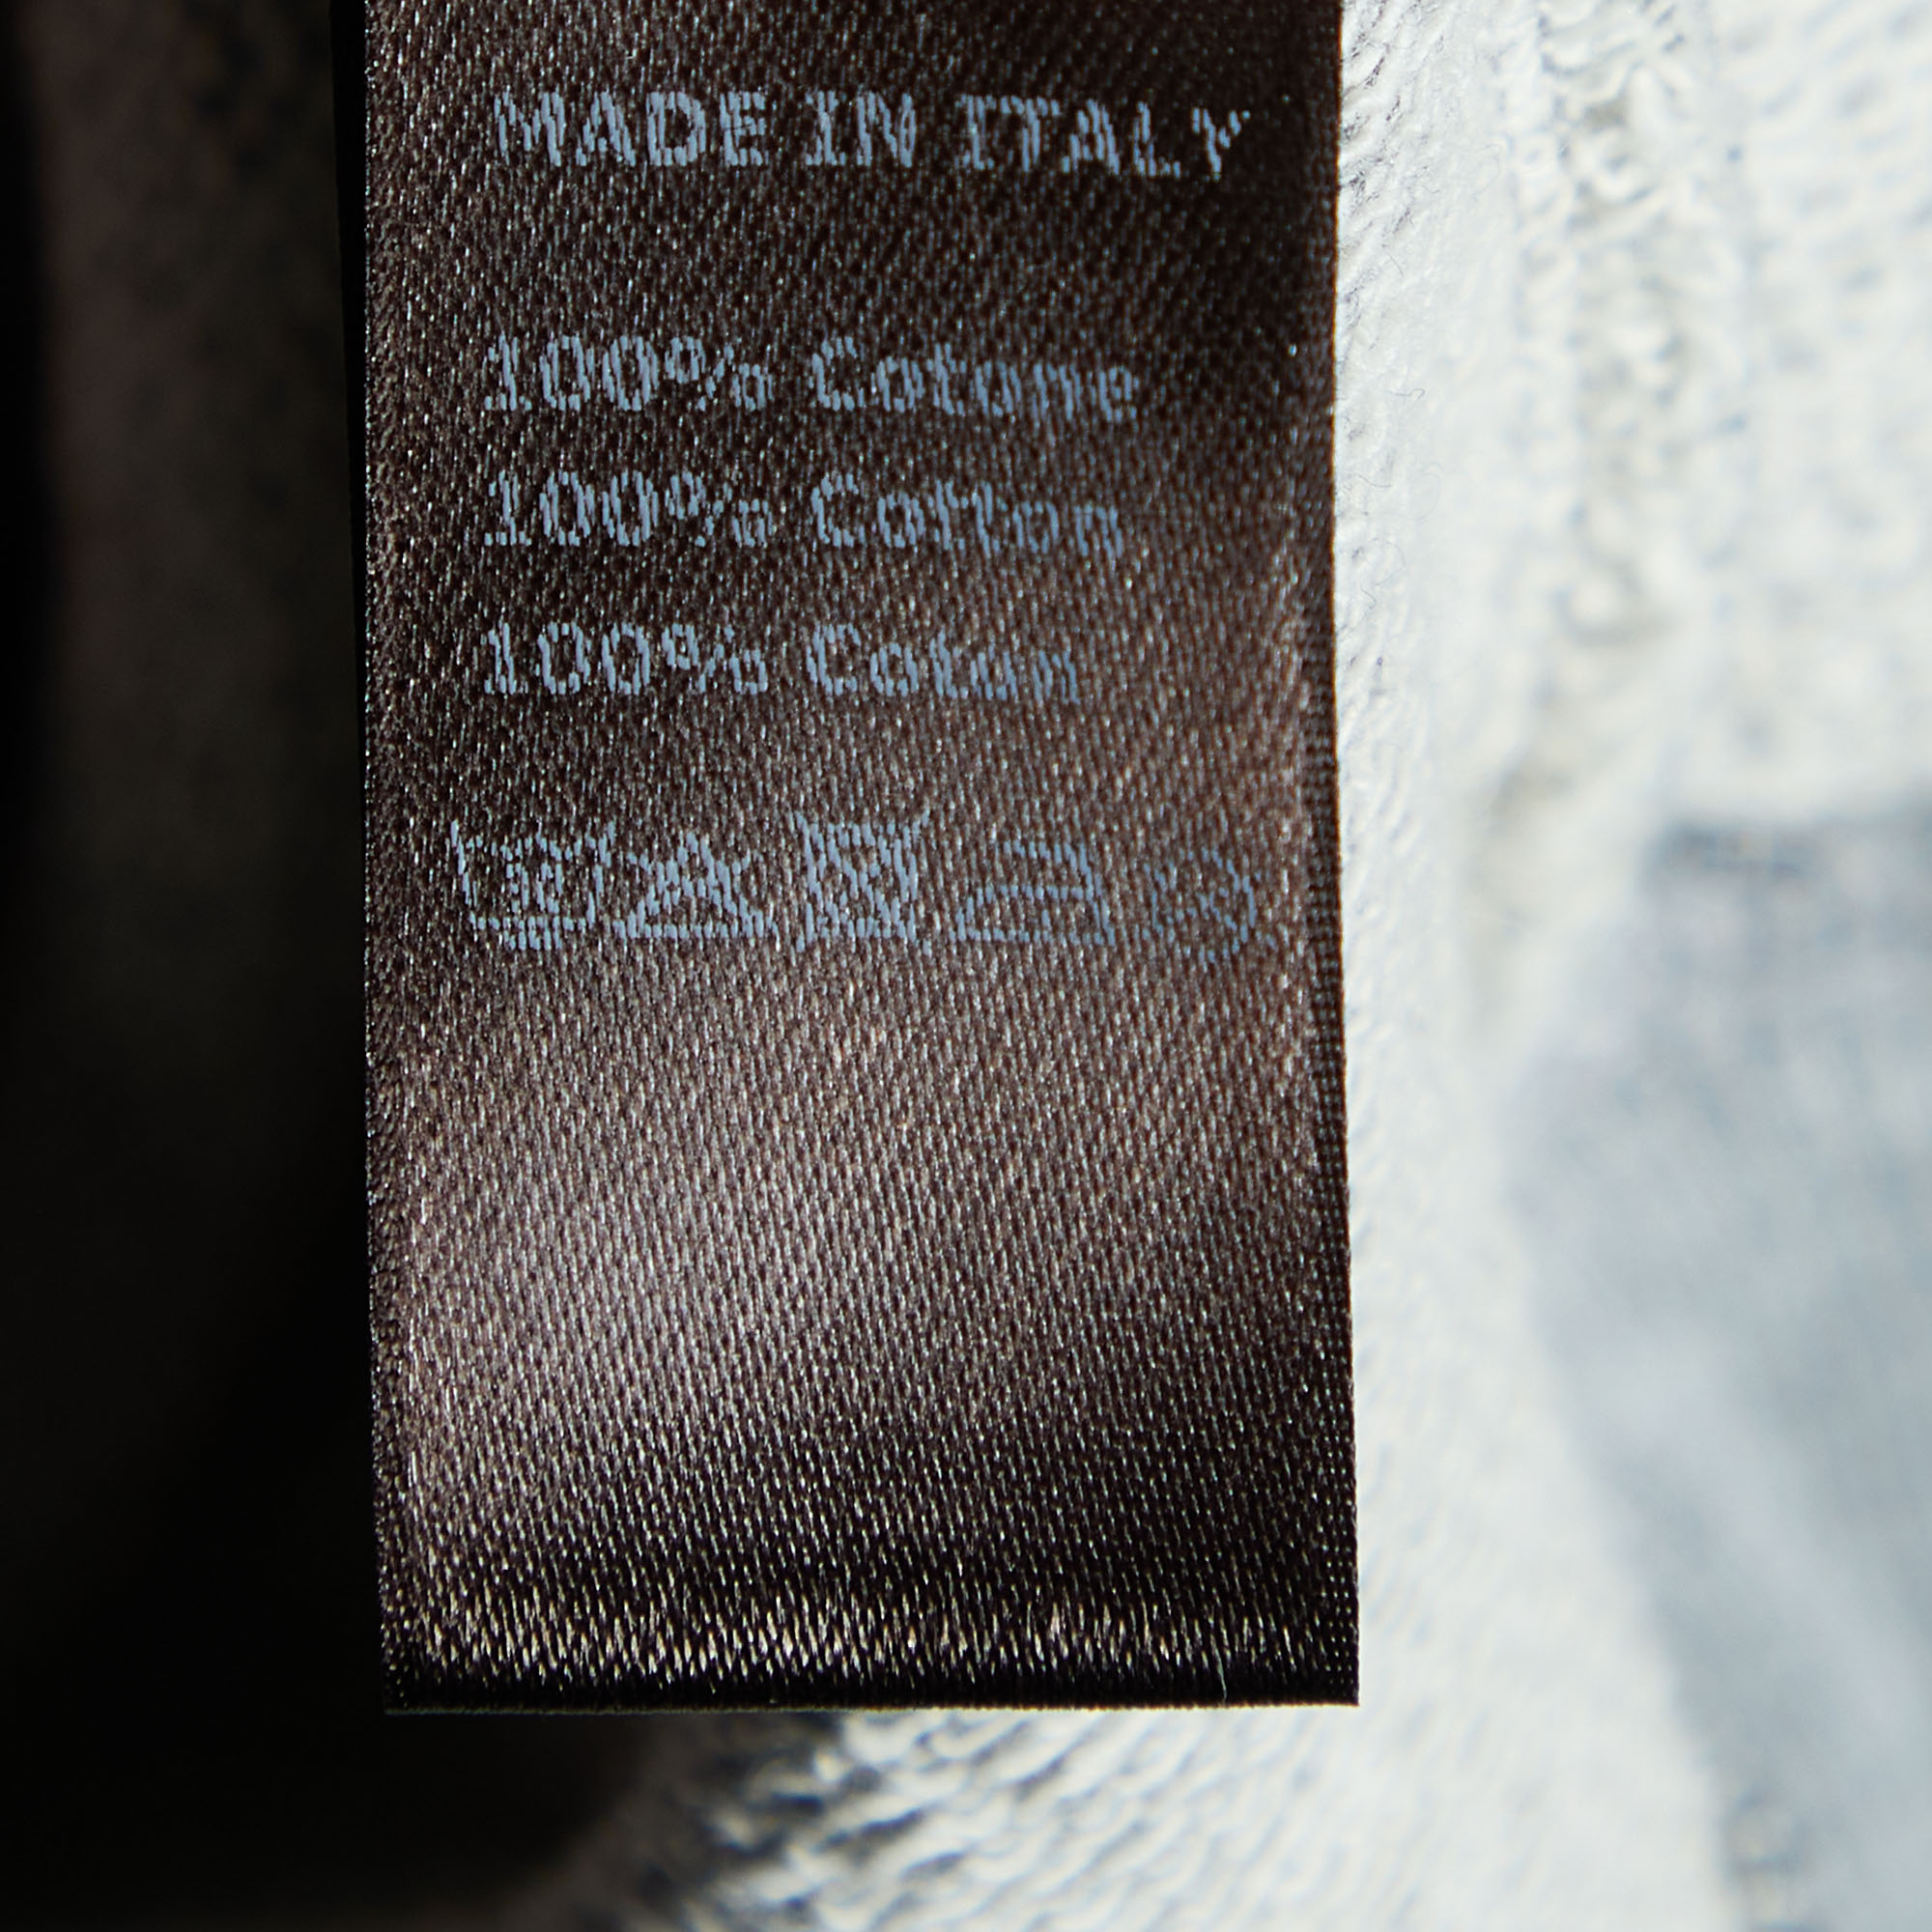 MADE IN ITALY
100% Cotone
100% Cotton
100% Coton